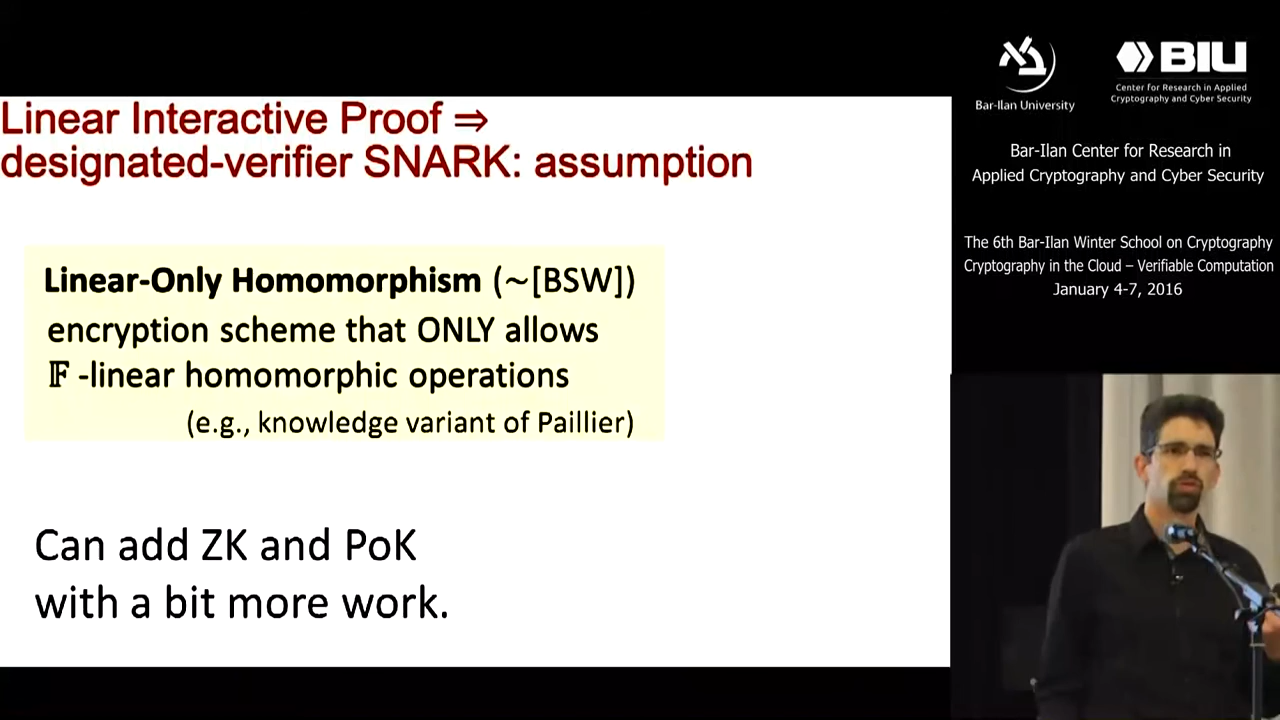 Linear Interactive Proof ⇒
designated-verifier SNARK: assumption
Linear-Only Homomorphism (~[BSW])
encryption scheme that ONLY allows
𝔽 -linear homomorphic operations
(e.g., knowledge variant of Paillier)
Can add ZK and PoK
with a bit more work.
Bar-Ilan University
BIU
Center for Research in Applied
Cryptography and Cyber Security
Bar-Ilan Center for Research in
Applied Cryptography and Cyber Security
The 6th Bar-Ilan Winter School on Cryptography
Cryptography in the Cloud – Verifiable Computation
January 4-7, 2016